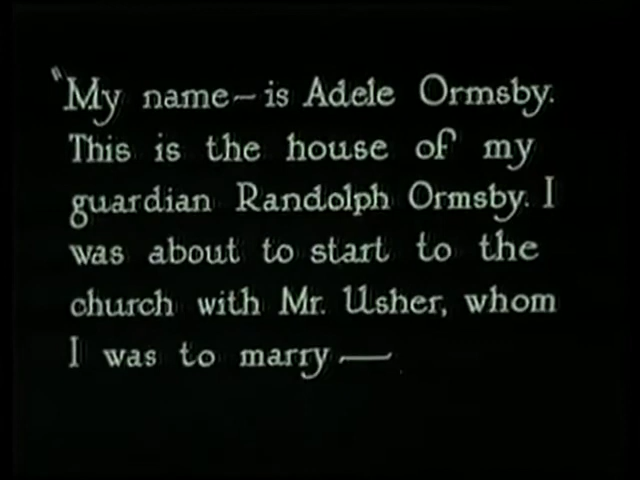 "My name—is Adele Ormsby.
This is the house of my
guardian Randolph Ormsby. I
was about to start to the
church with Mr. Usher, whom
I was to marry—